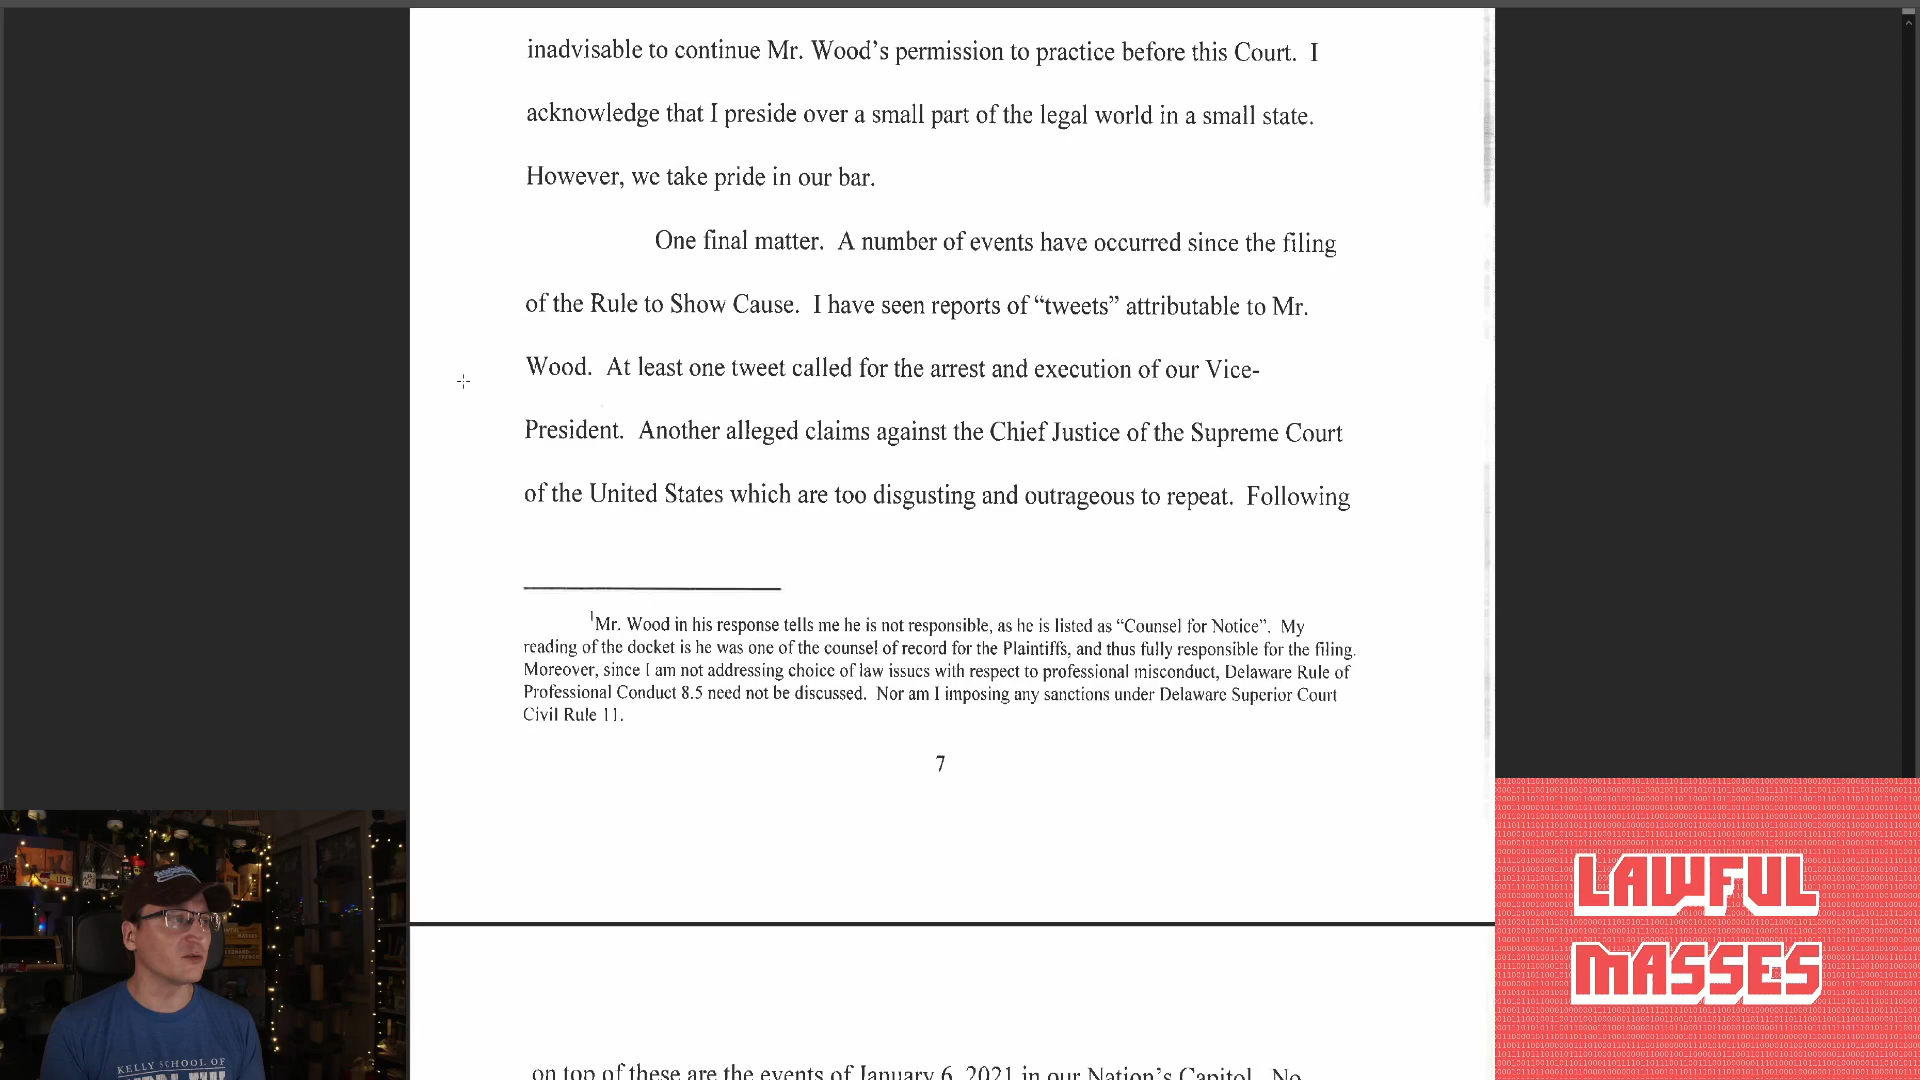 inadvisable to continue Mr. Wood's permission to practice before this Court. I
acknowledge that I preside over a small part of the legal world in a small state.
However, we take pride in our bar.
One final matter. A number of events have occurred since the filing
of the Rule to Show Cause. I have seen reports of “tweets” attributable to Mr.
Wood. At least one tweet called for the arrest and execution of our Vice-
President. Another alleged claims against the Chief Justice of the Supreme Court
of the United States which are too disgusting and outrageous to repeat. Following
1Mr. Wood in his response tells me he is not responsible, as he is listed as “Counsel for Notice”. My
reading of the docket is he was one of the counsel of record for the Plaintiffs, and thus fully responsible for the filing.
Moreover, since I am not addressing choice of law issues with respect to professional misconduct, Delaware Rule of
Professional Conduct 8.5 need not be discussed. Nor am I imposing any sanctions under Delaware Superior Court
Civil Rule 11.
7
on top of these are the events of January 6, 2021 in our Nation's Capitol. No
KELLY SCHOOL OF
LAWFUL
MASSES